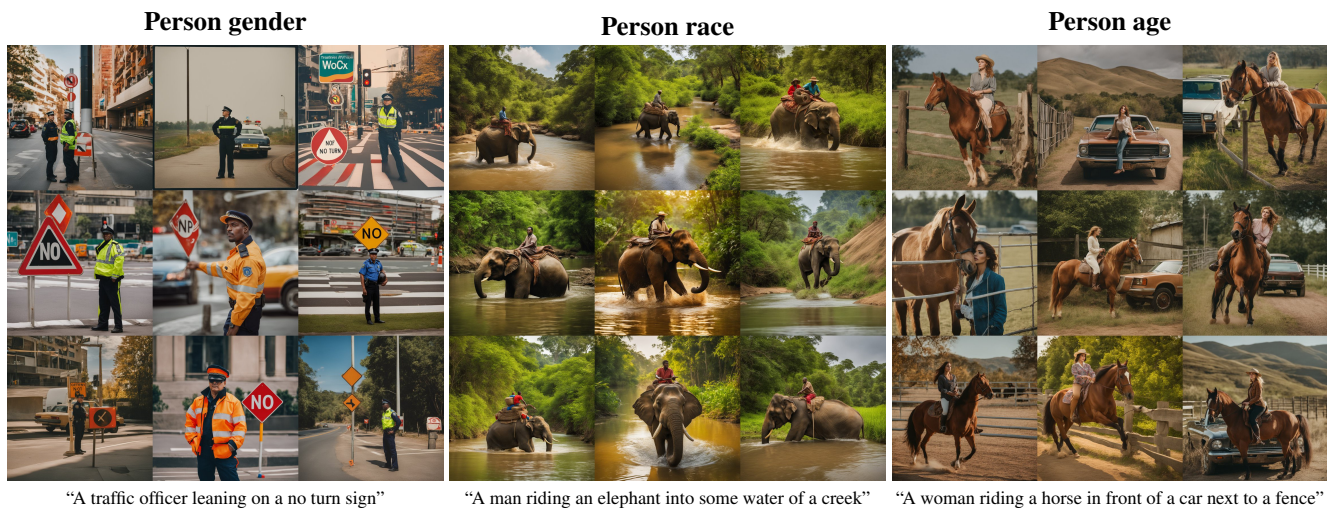 Person gender
Person race
Person age
WoCx
NO! NO TURN
NO
NP
NO
NO
“A traffic officer leaning on a no turn sign”
“A man riding an elephant into some water of a creek”
“A woman riding a horse in front of a car next to a fence”